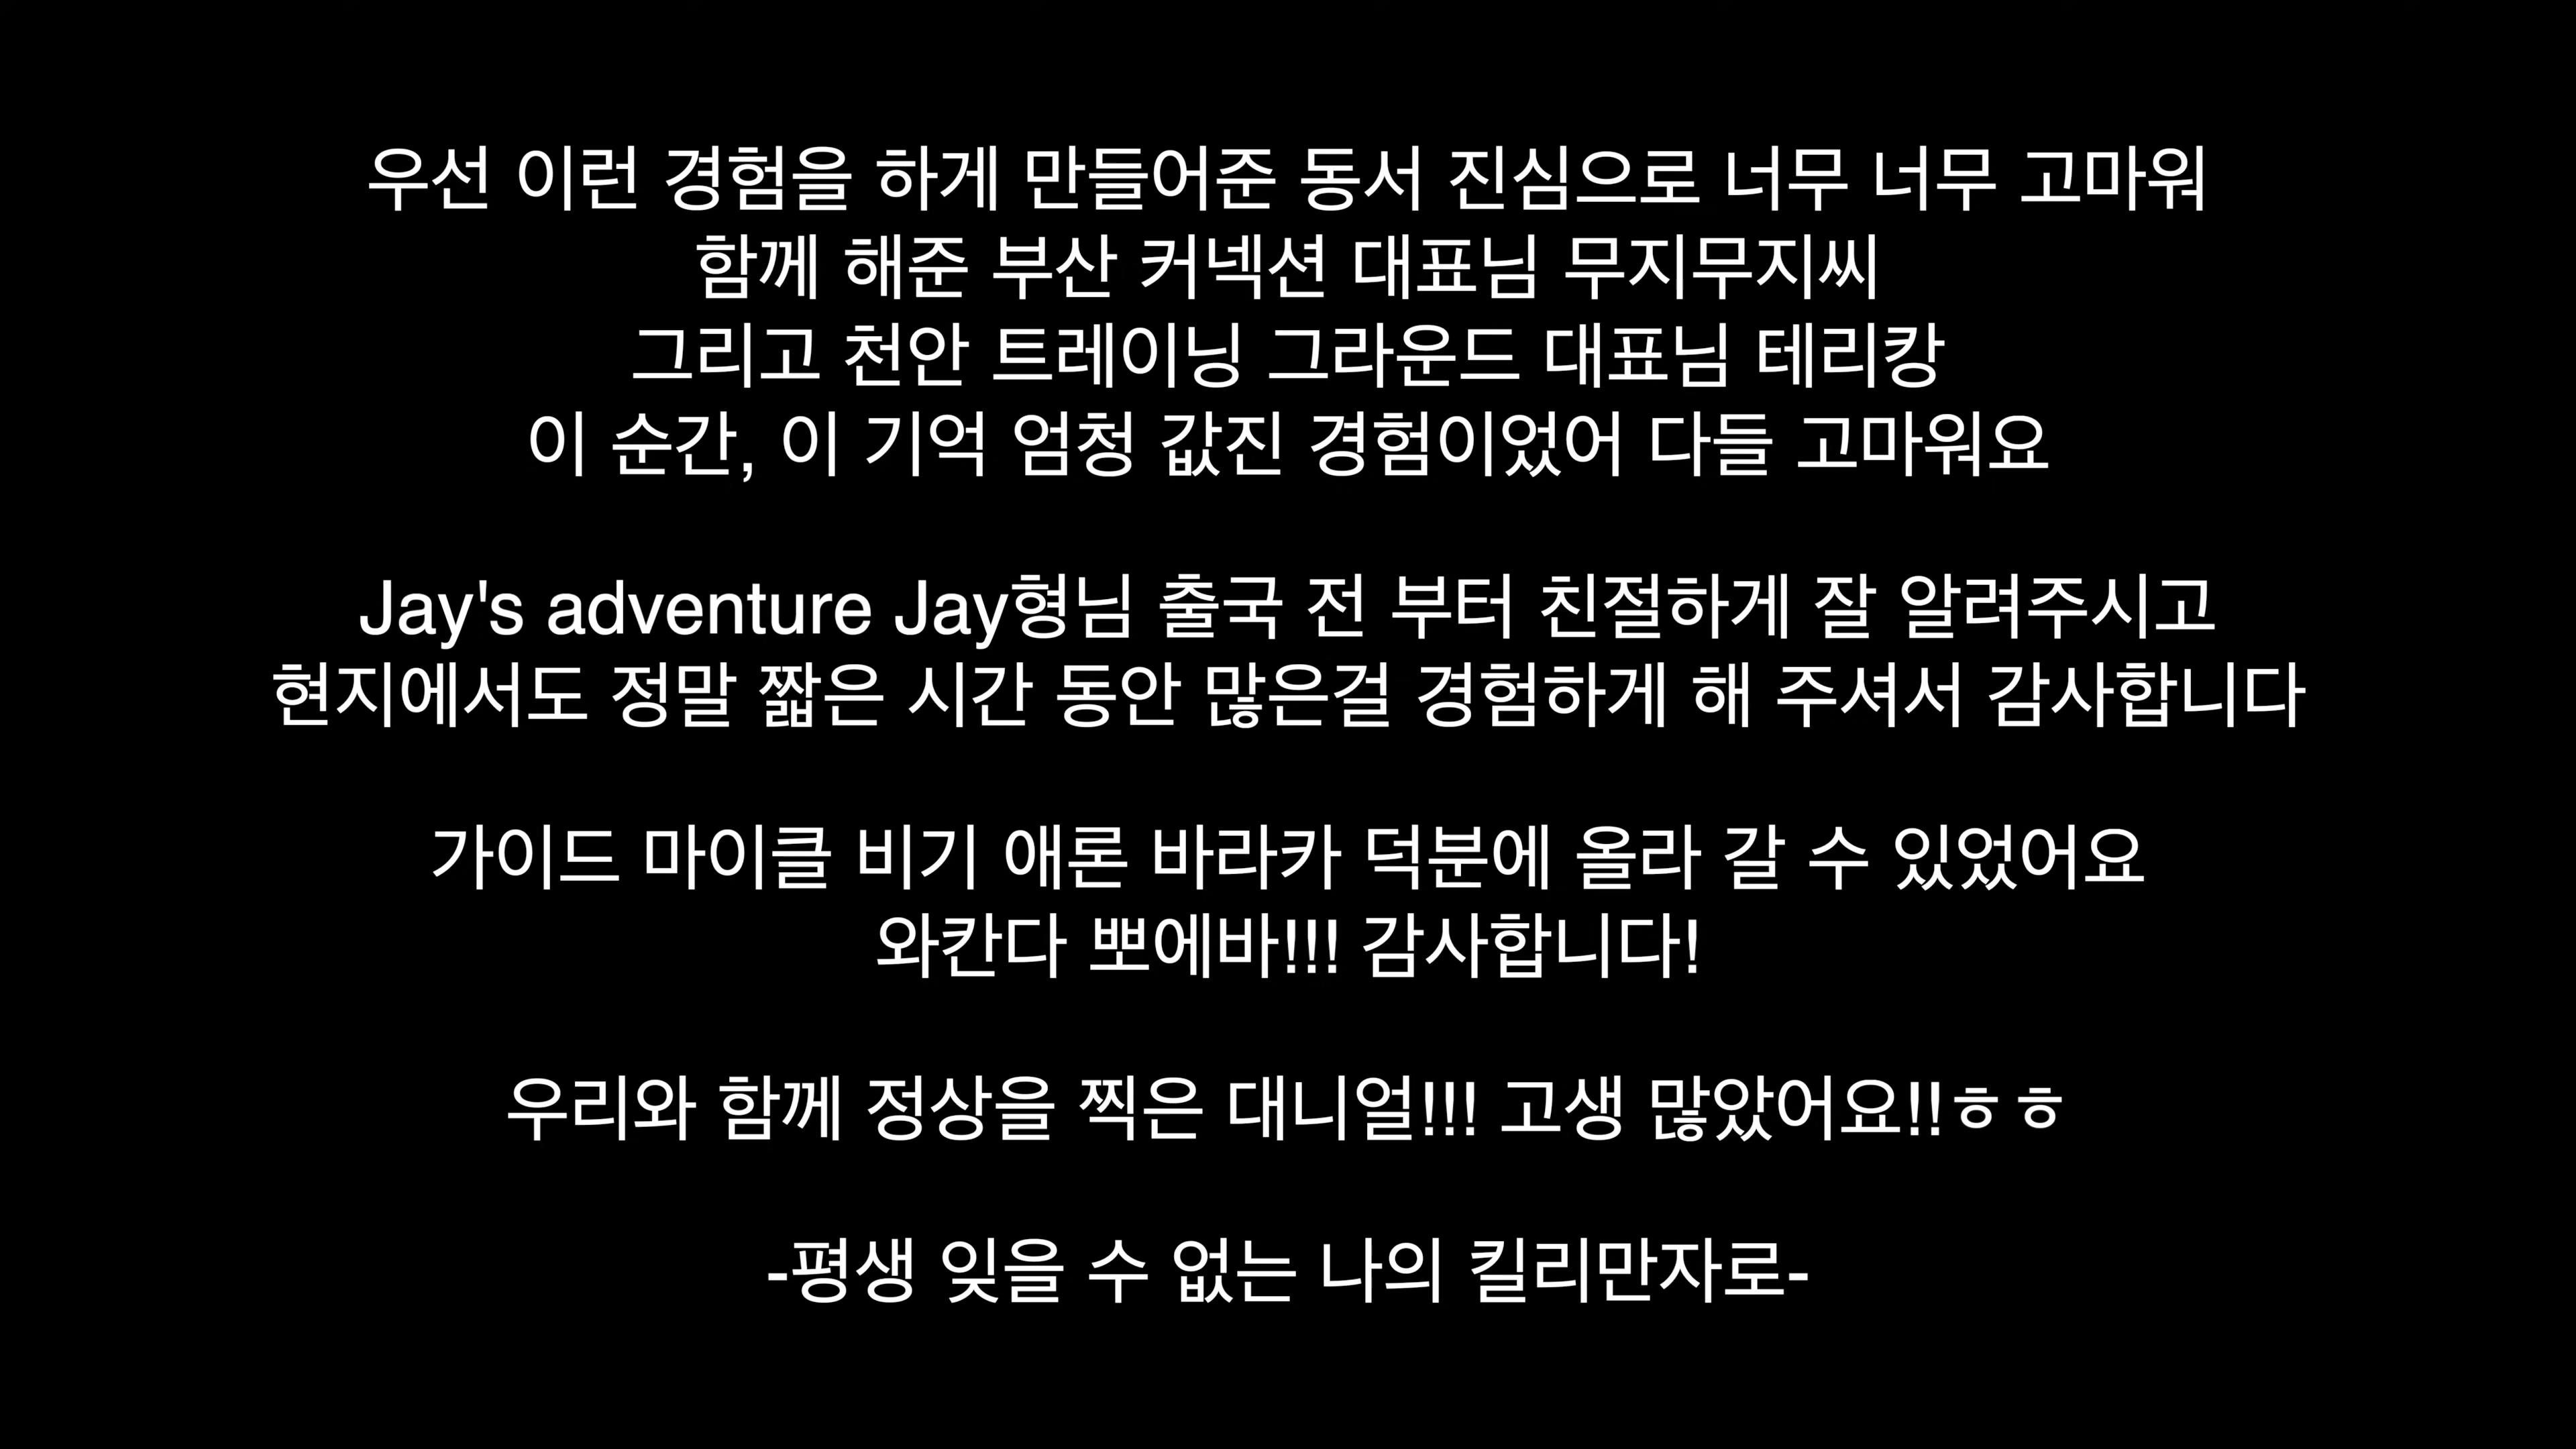 우선 이런 경험을 하게 만들어준 동서 진심으로 너무 너무 고마워
함께 해준 부산 커넥션 대표님 무지무지씨
그리고 천안 트레이닝 그라운드 대표님 테리캉
이 순간, 이 기억 엄청 값진 경험이었어 다들 고마워요
Jay's adventure Jay형님 출국 전 부터 친절하게 잘 알려주시고
현지에서도 정말 짧은 시간 동안 많은걸 경험하게 해 주셔서 감사합니다
가이드 마이클 비기 애론 바라카 덕분에 올라 갈 수 있었어요
와칸다 뽀에바!!! 감사합니다!
우리와 함께 정상을 찍은 대니얼!!! 고생 많았어요!!ㅎㅎ
-평생 잊을 수 없는 나의 킬리만자로-